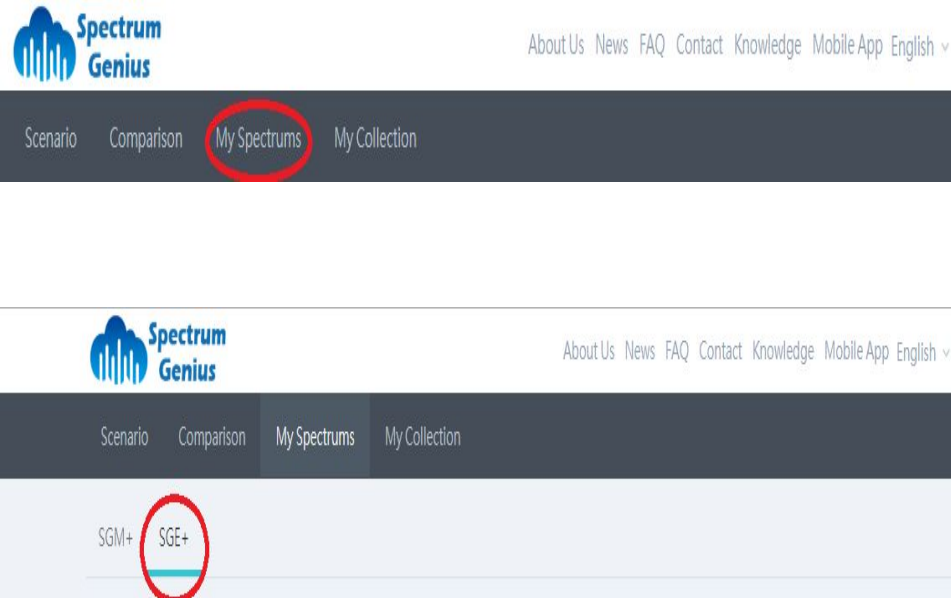 Spectrum
Genius
About Us News FAQ Contact Knowledge Mobile App English
Scenario Comparison My Spectrums My Collection
Spectrum
Genius
About Us News FAQ Contact Knowledge Mobile App English
Scenario Comparison My Spectrums My Collection
SGM+ SGE+